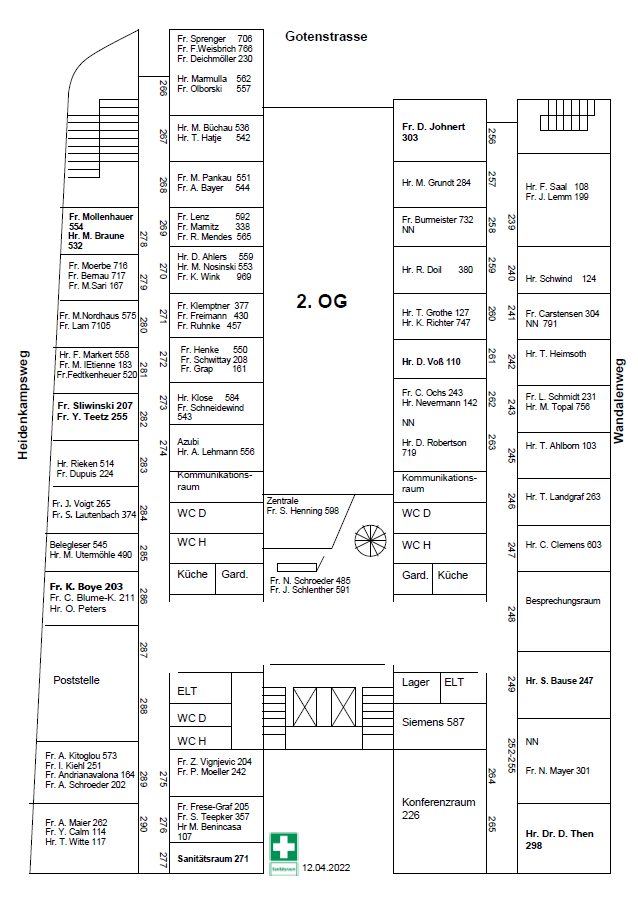 Gotenstrasse
Heidenkampsweg
Wandalenweg
2. OG
Fr. Sprenger 706
Fr. F.Weisbrich 766
Fr. Deichmöller 230
Hr. Marmulla 562
Fr. Olborski 557
266
Hr. M. Büchau 536
Hr. T. Hatje 542
267
Fr. M. Pankau 551
Fr. A. Bayer 544
268
Fr. Lenz 592
Fr. Mamitz 338
Fr. R. Mendes 565
269
Hr. D. Ahlers 559
Hr. M. Nosinski 553
Fr. K. Wink 969
270
Fr. Klemptner 377
Fr. Freimann 430
Fr. Ruhnke 457
271
Fr. Henke 550
Fr. Schwittay 208
Fr. Grap 161
272
Hr. Klose 584
Fr. Schneidewind
543
273
Azubi
Hr. A. Lehmann 556
274
Kommunikations-
raum
WC D
WC H
Küche
Gard.
Fr. Mollenhauer
554
Hr. M. Braune
532
278
Fr. Moerbe 716
Fr. Bernau 717
Fr. M.Sari 167
279
Fr. M.Nordhaus 575
Fr. Lam 7105
280
Hr. F. Markert 558
Fr. M. lEtienne 183
Fr.Fedtkenheuer 520
281
Fr. Sliwinski 207
Fr. Y. Teetz 255
282
Hr. Rieken 514
Fr. Dupuis 224
283
Fr. J. Voigt 265
Fr. S. Lautenbach 374
284
Belegleser 545
Hr. M. Utermöhle 490
285
Fr. K. Boye 203
Fr. C. Blume-K. 211
Hr. O. Peters
286
287
Poststelle
288
Fr. A. Kitoglou 573
Fr. I. Kiehl 251
Fr. Andrianavalona 164
Fr. A. Schroeder 202
289
Fr. A. Maier 262
Fr. Y. Calm 114
Hr. T. Witte 117
290
ELT
WC D
WC H
Fr. Z. Vignjevic 204
Fr. P. Moeller 242
275
Fr. Frese-Graf 205
Fr. S. Teepker 357
Hr M. Benincasa
107
276
Sanitätsraum 271
277
12.04.2022
Zentrale
Fr. S. Henning 598
Fr. N. Schroeder 485
Fr. J. Schlenther 591
Fr. D. Johnert
303
256
Hr. M. Grundt 284
257
Fr. Burmeister 732
NN
258
Hr. R. Doil 380
259
Hr. T. Grothe 127
Hr. K. Richter 747
260
Hr. D. Voß 110
261
Fr. C. Ochs 243
Hr. Nevermann 142
262
NN
Hr. D. Robertson
719
263
Kommunikations-
raum
WC D
WC H
Gard.
Küche
Lager
ELT
Siemens 587
Konferenzraum
226
264
265
Hr. F. Saal 108
Fr. J. Lemm 199
239
Hr. Schwind 124
240
Fr. Carstensen 304
NN 791
241
Hr. T. Heimsoth
242
Fr. L. Schmidt 231
Hr. M. Topal 756
243
Hr. T. Ahlborn 103
245
Hr. T. Landgraf 263
246
Hr. C. Clemens 603
247
Besprechungsraum
248
Hr. S. Bause 247
249
NN
Fr. N. Mayer 301
252-255
Hr. Dr. D. Then
298